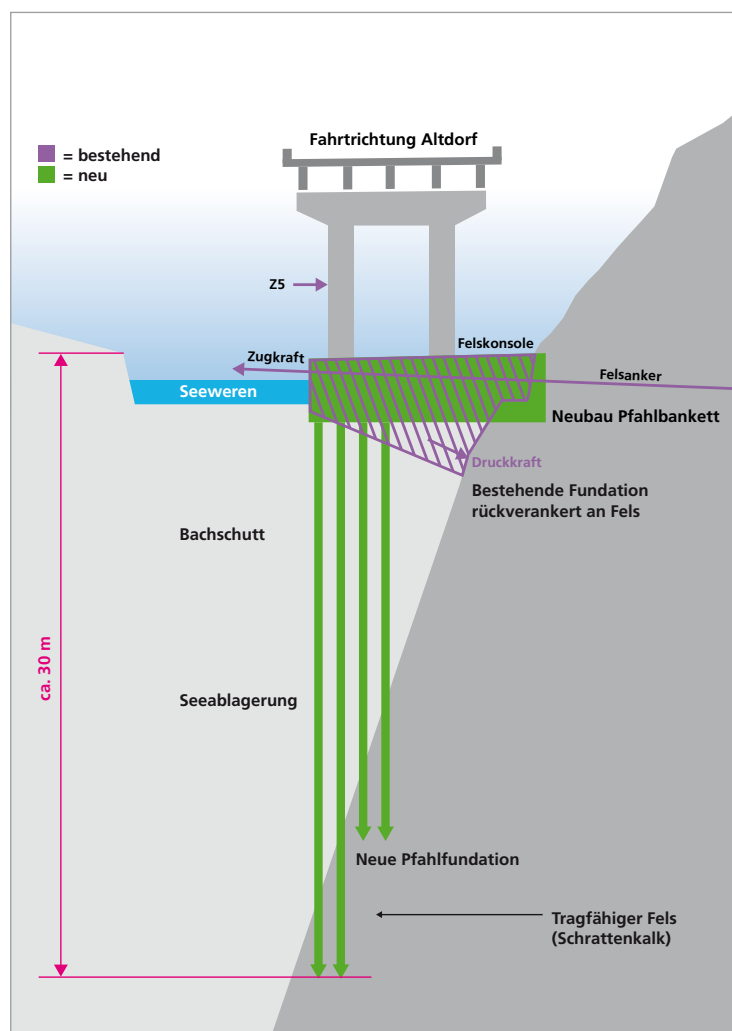 Fahrtrichtung Altdorf
= bestehend
= neu
Z5
Felskonsole
Zugkraft
Felsanker
Seeweren
Neubau Pfahlbankett
Druckkraft
Bestehende Fundation
rückverankert an Fels
Bachschutt
ca. 30 m
Seeablagerung
Neue Pfahlfundation
Tragfähiger Fels
(Schrattenkalk)